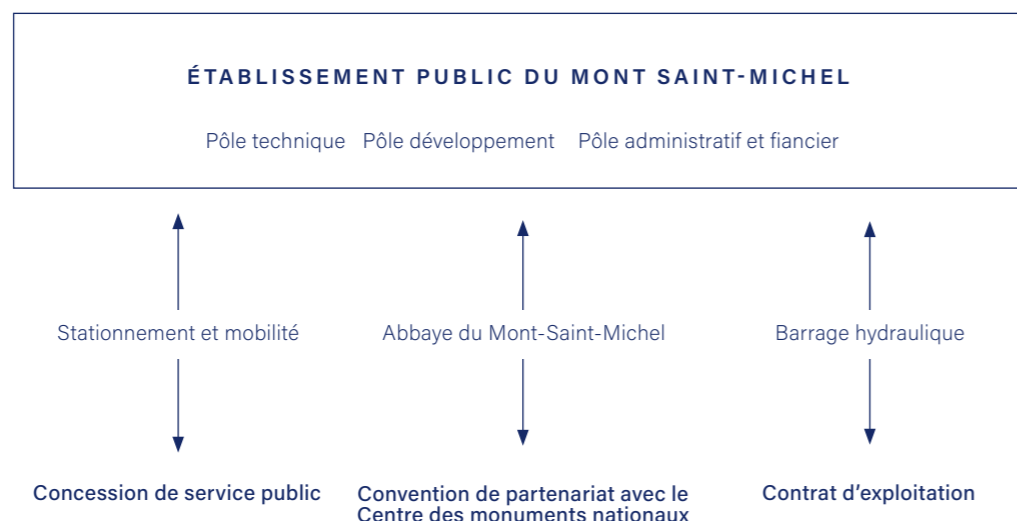 ÉTABLISSEMENT PUBLIC DU MONT SAINT-MICHEL
Pôle technique Pôle développement Pôle administratif et fiancier
Stationnement et mobilité Abbaye du Mont-Saint-Michel Barrage hydraulique
Concession de service public Convention de partenariat avec le Contrat d'exploitation
Centre des monuments nationaux